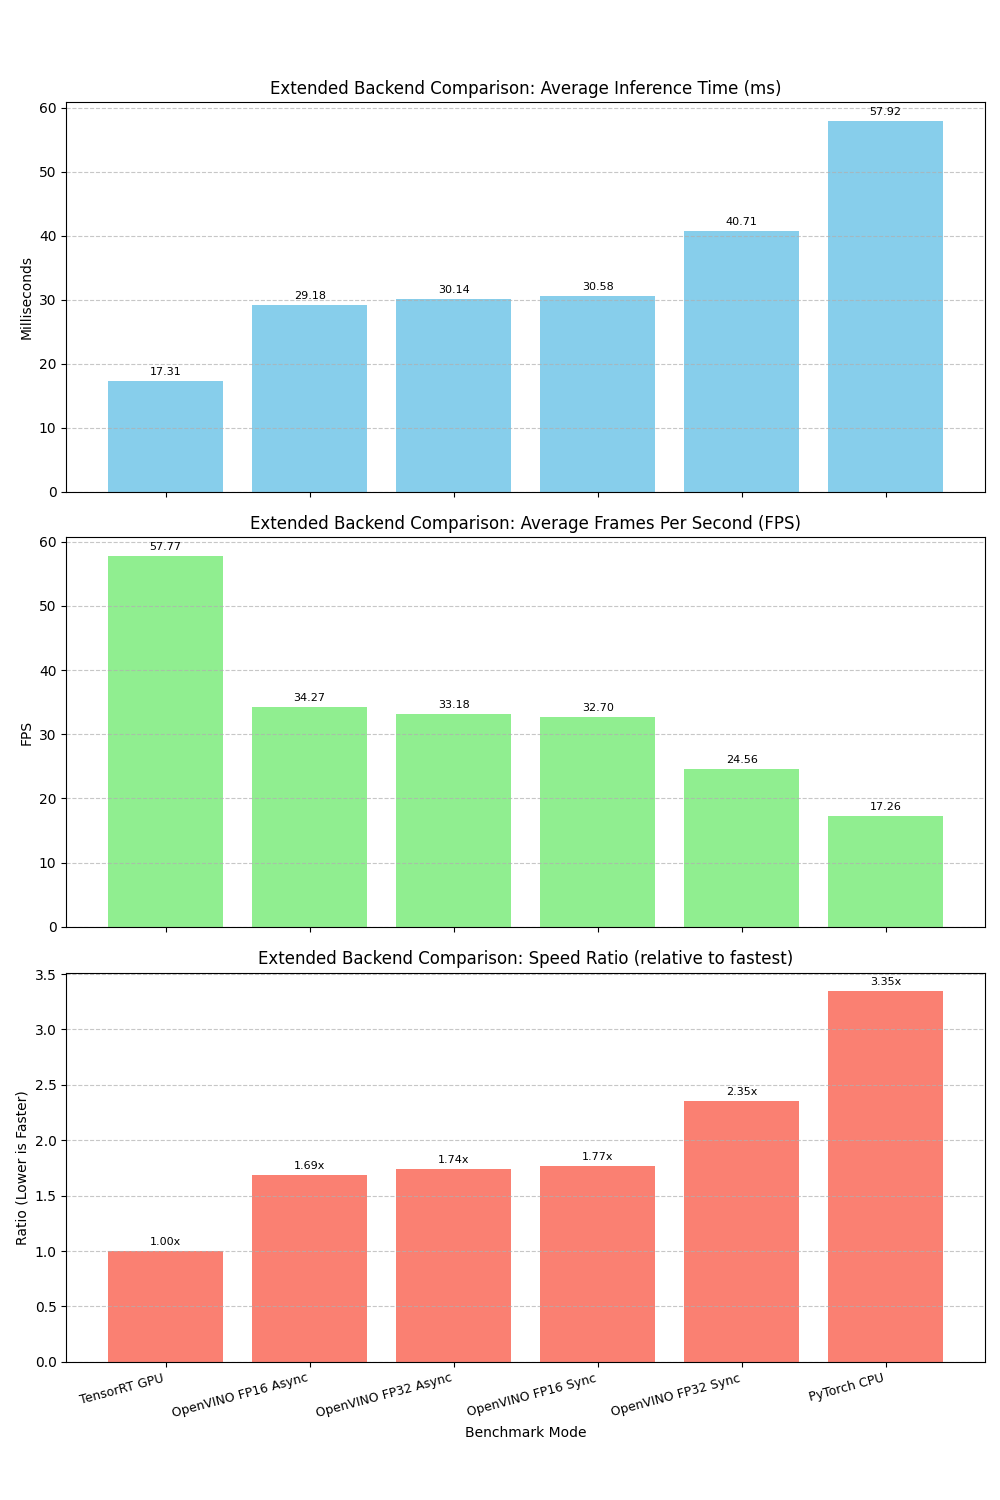 Extended Backend Comparison: Average Inference Time (ms)
60
50
40
30
20
10
0
Milliseconds
17.31
29.18
30.14
30.58
40.71
57.92
Extended Backend Comparison: Average Frames Per Second (FPS)
60
50
40
30
20
10
0
FPS
57.77
34.27
33.18
32.70
24.56
17.26
Extended Backend Comparison: Speed Ratio (relative to fastest)
3.5
3.0
2.5
2.0
1.5
1.0
0.5
0.0
Ratio (Lower is Faster)
1.00x
1.69x
1.74x
1.77x
2.35x
3.35x
TensorRT GPU
OpenVINO FP16 Async
OpenVINO FP32 Async
OpenVINO FP16 Sync
OpenVINO FP32 Sync
PyTorch CPU
Benchmark Mode